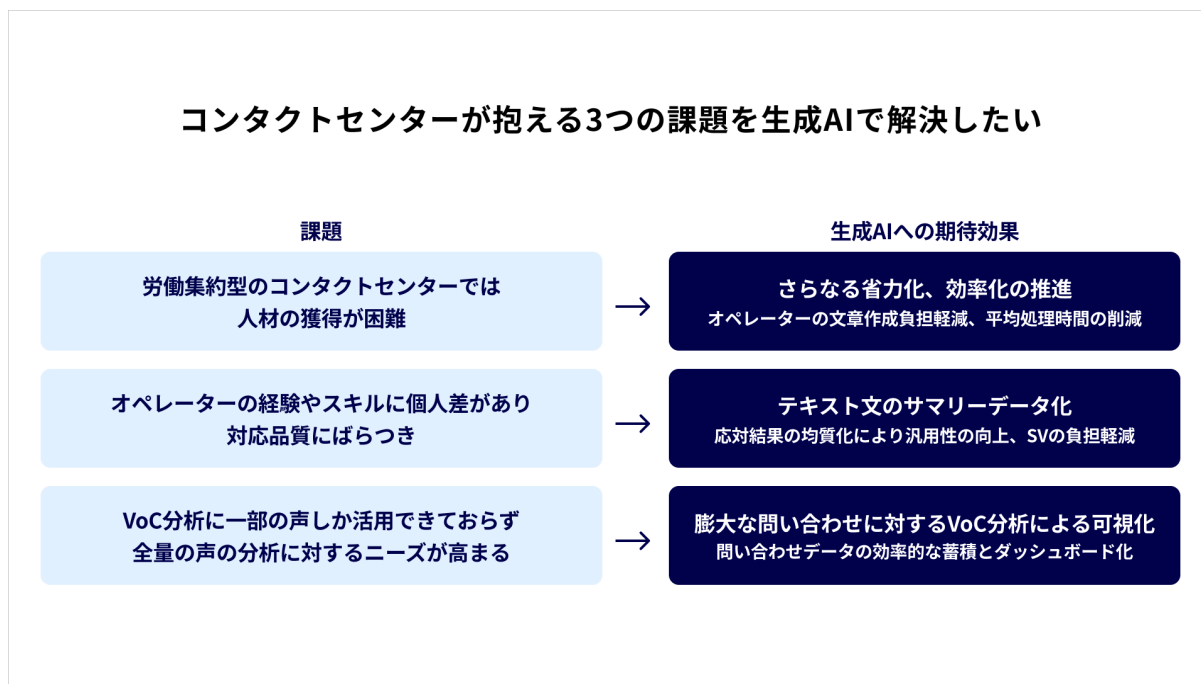 コンタクトセンターが抱える3つの課題を生成AIで解決したい
課題
生成AIへの期待効果
労働集約型のコンタクトセンターでは
人材の獲得が困難
→
さらなる省力化、効率化の推進
オペレーターの文章作成負担軽減、平均処理時間の削減
オペレーターの経験やスキルに個人差があり
対応品質にばらつき
→
テキスト文のサマリーデータ化
応対結果の均質化により汎用性の向上、SVの負担軽減
VoC分析に一部の声しか活用できておらず
全量の声の分析に対するニーズが高まる
→
膨大な問い合わせに対するVoC分析による可視化
問い合わせデータの効率的な蓄積とダッシュボード化